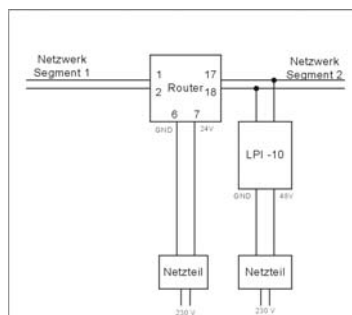 Netzwerk
Segment 1
1
2
Router
17
18
6 7
GND
24V
Netzwerk
Segment 2
LPI -10
GND
48V
Netzteil
230 V
Netzteil
230 V